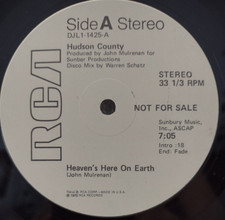 Side A Stereo
DJL1-1425-A
Hudson County
Produced by John Mulrenan for
Sunbar Productions
Disco Mix by Warren Schatz
STEREO
33 1/3 RPM
RCA
NOT FOR SALE
Sunbury Music,
Inc., ASCAP
7:05
Intro :18
End: Fade
Heaven's Here On Earth
(John Mulrenan)